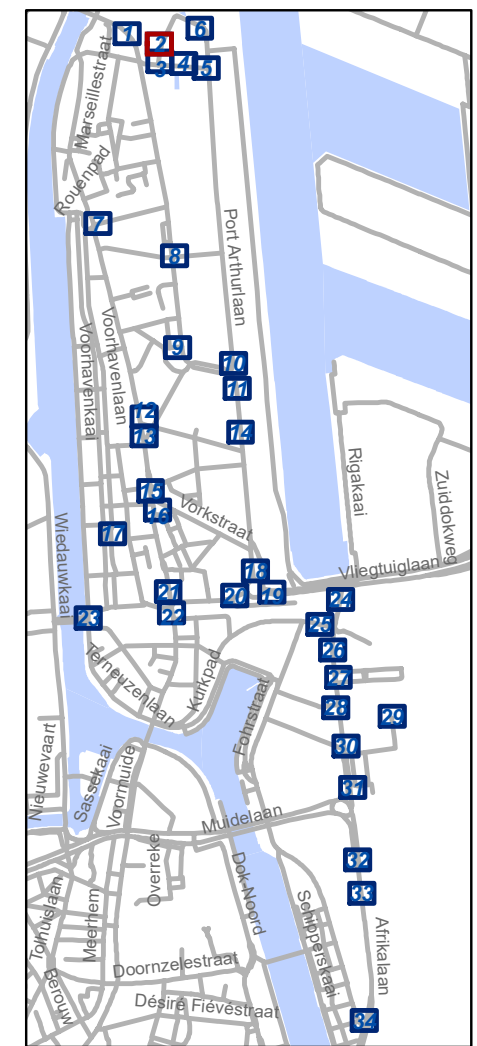 1
6
2
3
4
5
Marseillestraat
Rouenpad
7
Port Arthurlaan
8
Voorhavenlaan
Voorhavenkaai
9
10
11
12
13
14
Rigakaai
Zuiddokweg
15
16
Vorkstraat
17
Wiedauwkaai
18
Vliegtuiglaan
19
20
21
22
23
24
25
26
Terneuzenlaan
Kurkpad
27
Fohrstraat
28
29
30
Nieuwevaart
Sassekaai
Voormuide
31
Muidelaan
Overreke
32
33
Dok-Noord
Tolhuislaan
Meerhem
Schipperskaai
Afrikalaan
Doornzelestraat
Berouw
Désiré Fiévéstraat
34